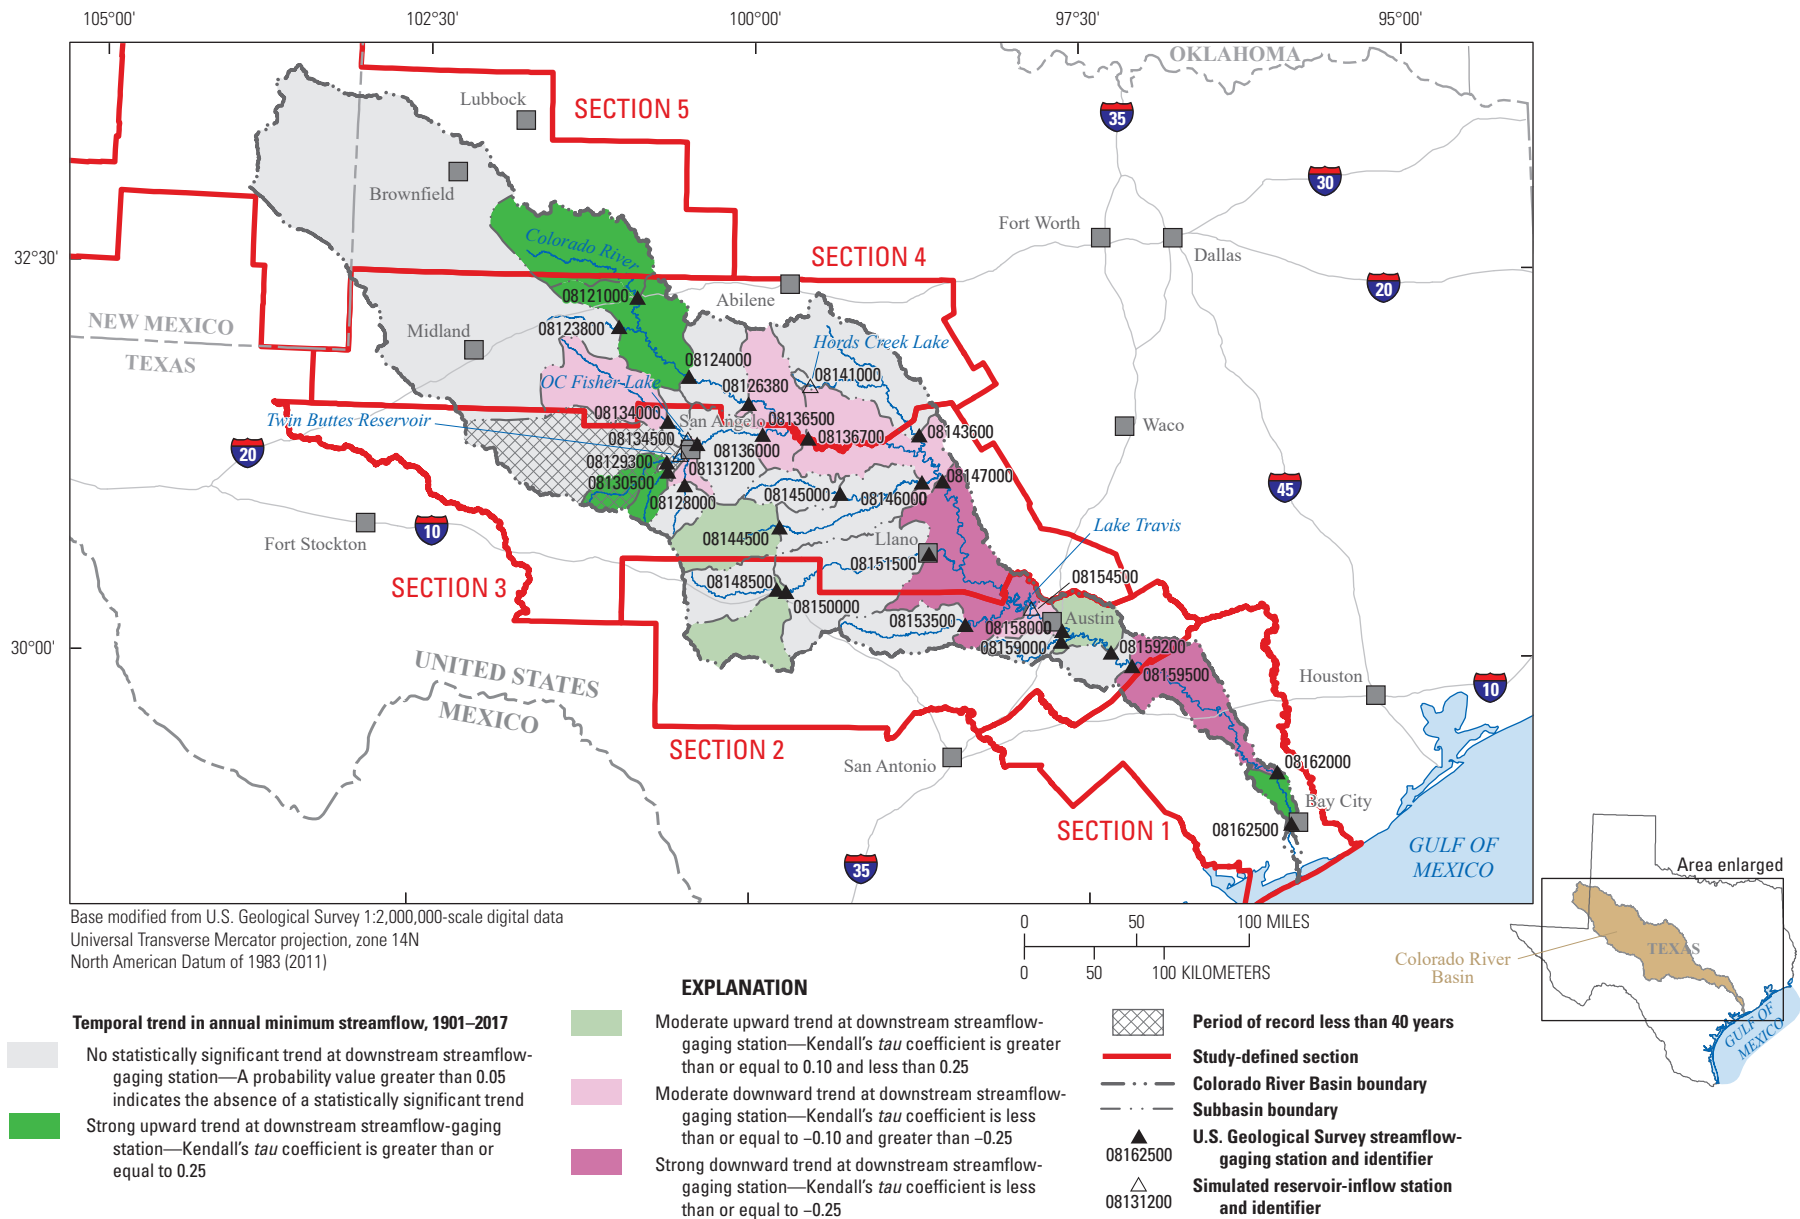 105°00'
102°30'
100°00'
97°30'
95°00'
OKLAHOMA
Lubbock
SECTION 5
35
Brownfield
30
Fort Worth
Dallas
Colorado River
32°30'
SECTION 4
20
08121000
Abilene
NEW MEXICO
TEXAS
Midland
08123800
Hords Creek Lake
08124000
08141000
OC Fisher Lake
08126380
08134000
Twin Buttes Reservoir
San Angelo
08136500
08136700
08143600
Waco
08134500
08136000
20
08129300
08131200
08147000
08130500
08128000
08145000
08146000
45
10
Fort Stockton
08144500
Llano
Lake Travis
08151500
SECTION 3
08148500
08154500
08150000
08153500
08158000
Austin
30°00'
08159000
08159200
08159500
UNITED STATES
MEXICO
Houston
10
SECTION 2
San Antonio
08162000
Bay City
SECTION 1
08162500
35
GULF OF
MEXICO
Area enlarged
TEXAS
Colorado River
Basin
GULF OF
MEXICO
Base modified from U.S. Geological Survey 1:2,000,000-scale digital data
Universal Transverse Mercator projection, zone 14N
North American Datum of 1983 (2011)
0 50 100 MILES
0 50 100 KILOMETERS
EXPLANATION
Temporal trend in annual minimum streamflow, 1901–2017
No statistically significant trend at downstream streamflow-
gaging station—A probability value greater than 0.05
indicates the absence of a statistically significant trend
Strong upward trend at downstream streamflow-gaging
station—Kendall's tau coefficient is greater than or
equal to 0.25
Moderate upward trend at downstream streamflow-
gaging station—Kendall's tau coefficient is greater
than or equal to 0.10 and less than 0.25
Moderate downward trend at downstream streamflow-
gaging station—Kendall's tau coefficient is less
than or equal to −0.10 and greater than −0.25
Strong downward trend at downstream streamflow-
gaging station—Kendall's tau coefficient is less
than or equal to −0.25
Period of record less than 40 years
Study-defined section
Colorado River Basin boundary
Subbasin boundary
U.S. Geological Survey streamflow-
gaging station and identifier
08162500
Simulated reservoir-inflow station
and identifier
08131200